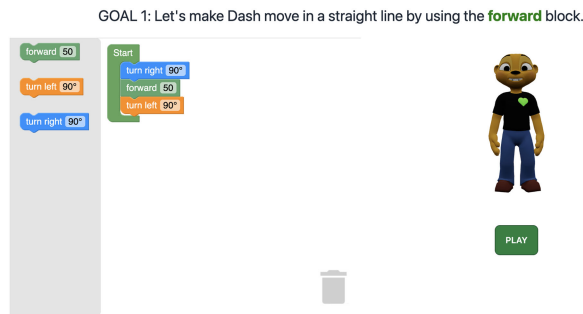 GOAL 1: Let's make Dash move in a straight line by using the forward block.
forward 50
turn left 90°
turn right 90°
Start
turn right 90°
forward 50
turn left 90°
PLAY